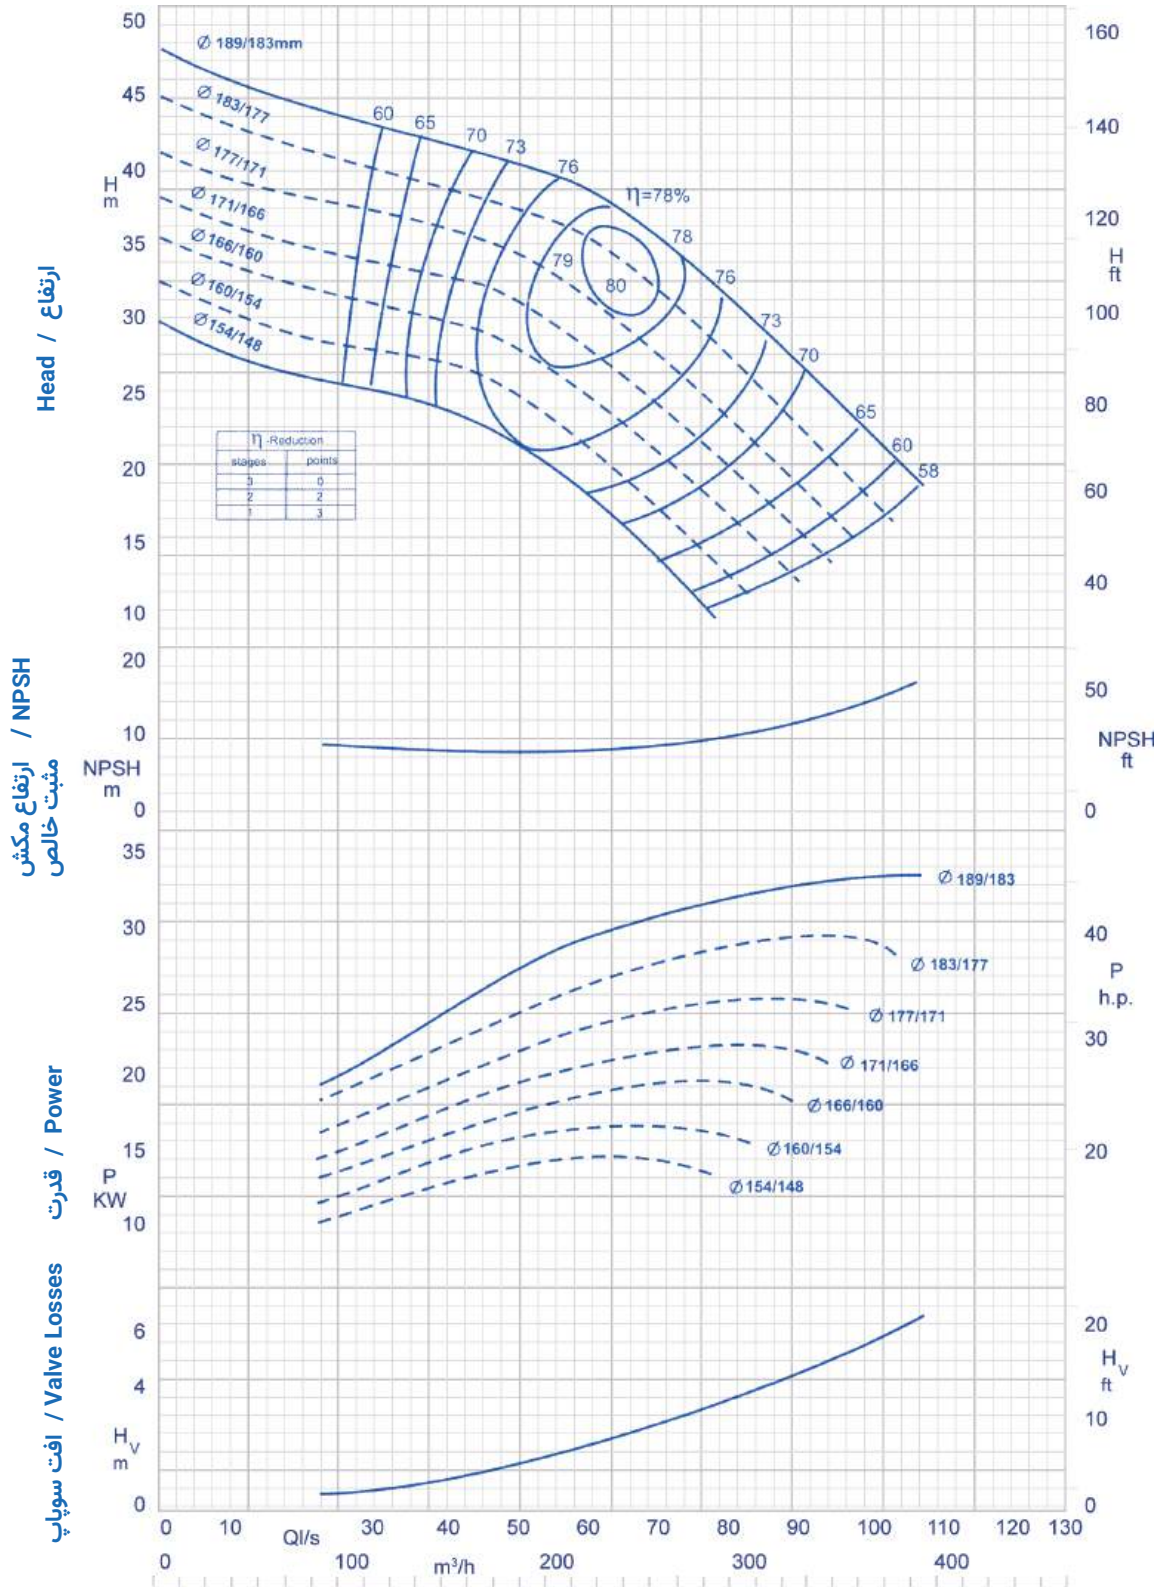 50
45
40
H
m
35
30
25
20
15
10
160
140
120
H
ft
100
80
60
40
Head / ارتفاع
Ø 189/183mm
Ø 183/177
Ø 177/171
Ø 171/166
Ø 166/160
Ø 160/154
Ø 154/148
60
65
70
73
76
η=78%
78
79
80
76
73
70
65
60
58
η -Reduction
stages points
3 0
2 2
1 3
NPSH / ارتفاع مکش
مثبت خالص
20
10
NPSH
m
0
50
NPSH
ft
0
Power / قدرت
35
30
25
20
15
P
KW
10
40
P
h.p.
30
20
Ø 189/183
Ø 183/177
Ø 177/171
Ø 171/166
Ø 166/160
Ø 160/154
Ø 154/148
Valve Losses / افت سوپاپ
6
4
HV
m
0
20
HV
ft
10
0
0 10 Ql/s 30 40 50 60 70 80 90 100 110 120 130
0 100 m³/h 200 300 400